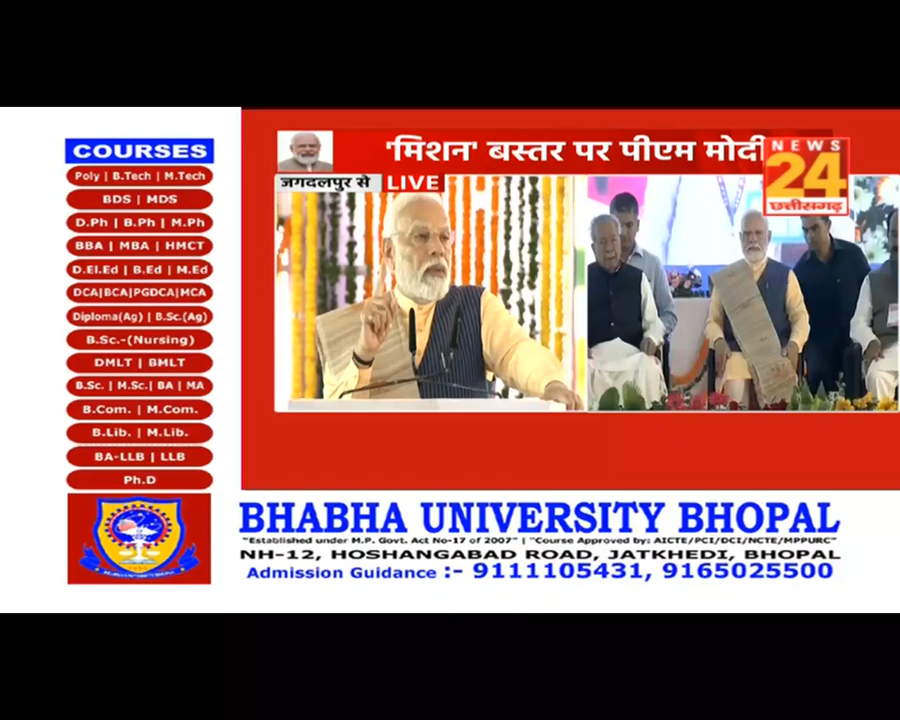 COURSES
Poly | B.Tech | M.Tech
BDS | MDS
D.Ph | B.Ph | M.Ph
BBA | MBA | HMCT
D.El.Ed | B.Ed | M.Ed
DCA|BCA|PGDCA|MCA
Diploma(Ag) | B.Sc.(Ag)
B.Sc.-(Nursing)
DMLT | BMLT
B.Sc. | M.Sc.| BA | MA
B.Com. | M.Com.
B.Lib. | M.Lib.
BA-LLB | LLB
Ph.D
'मिशन' बस्तर पर पीएम मोदी
NEWS
24
छत्तीसगढ़
जगदलपुर से
LIVE
BHABHA UNIVERSITY BHOPAL
"Established under M.P. Govt. Act No-17 of 2007" | "Course Approved by: AICTE/PCI/DCI/NCTE/MPPURC"
NH-12, HOSHANGABAD ROAD, JATKHEDI, BHOPAL
Admission Guidance :- 9111105431, 9165025500